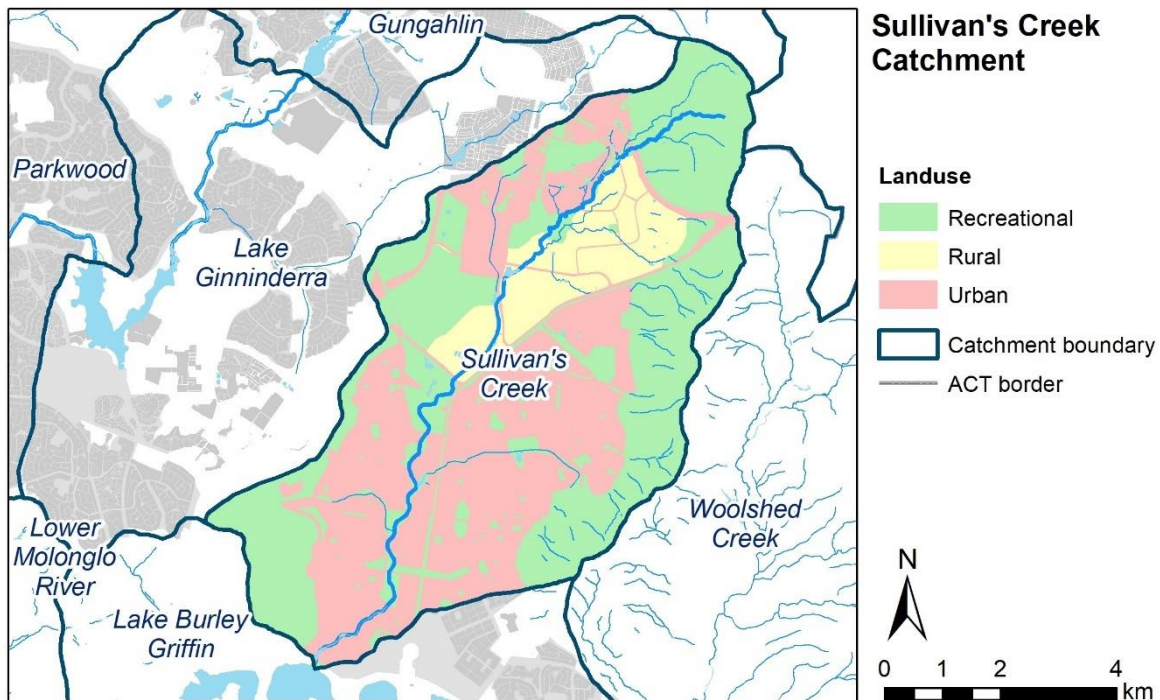 Gungahlin
Parkwood
Lake
Ginninderra
Sullivan's
Creek
Woolshed
Creek
Lower
Molonglo
River
Lake Burley
Griffin
Sullivan's Creek
Catchment
Landuse
Recreational
Rural
Urban
Catchment boundary
ACT border
N
0 1 2 4
km